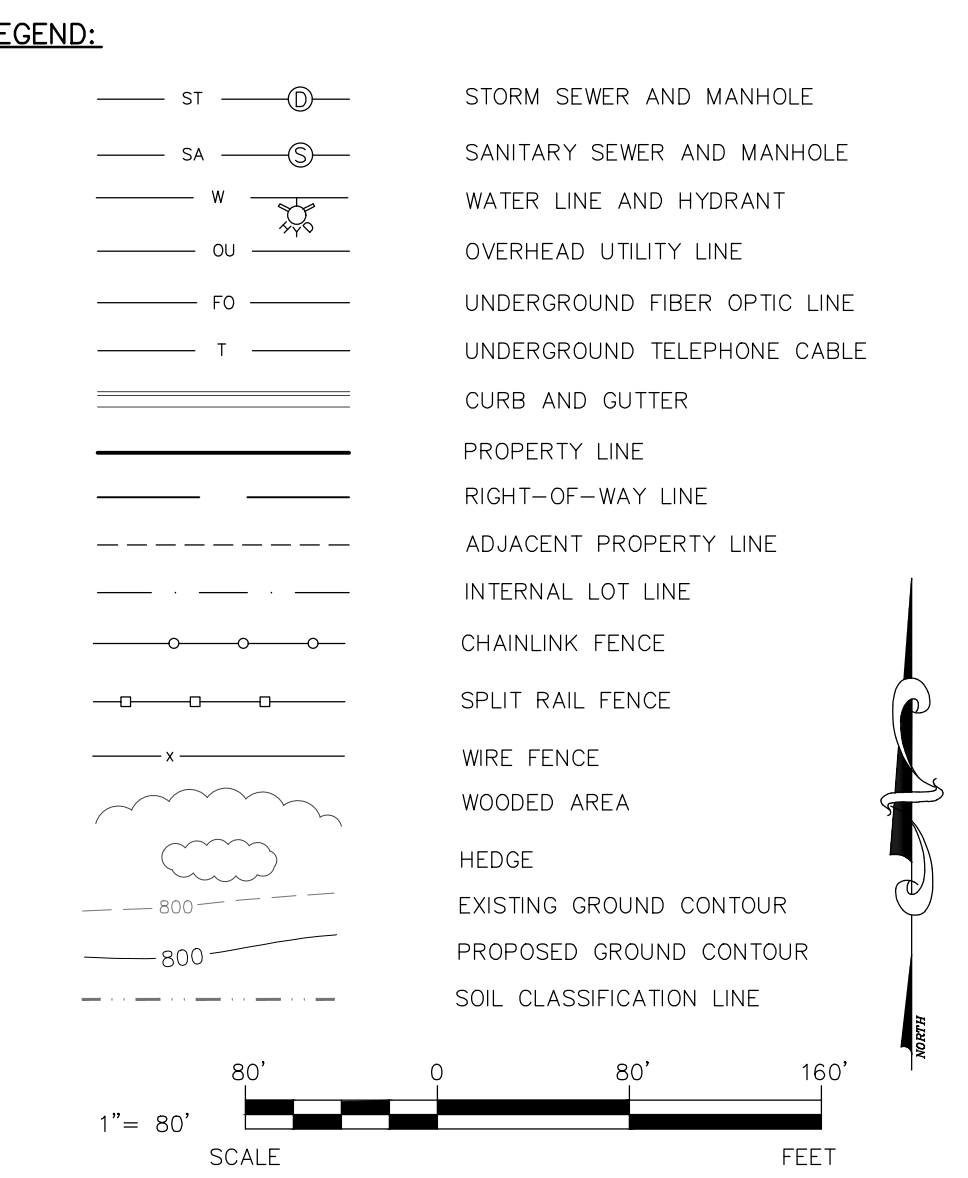 EGEND:
ST D STORM SEWER AND MANHOLE
SA S SANITARY SEWER AND MANHOLE
W HYD WATER LINE AND HYDRANT
OU OVERHEAD UTILITY LINE
FO UNDERGROUND FIBER OPTIC LINE
T UNDERGROUND TELEPHONE CABLE
CURB AND GUTTER
PROPERTY LINE
RIGHT-OF-WAY LINE
ADJACENT PROPERTY LINE
INTERNAL LOT LINE
CHAINLINK FENCE
SPLIT RAIL FENCE
x WIRE FENCE
WOODED AREA
HEDGE
800 EXISTING GROUND CONTOUR
800 PROPOSED GROUND CONTOUR
SOIL CLASSIFICATION LINE
NORTH
80' 0 80' 160'
1"= 80'
SCALE FEET